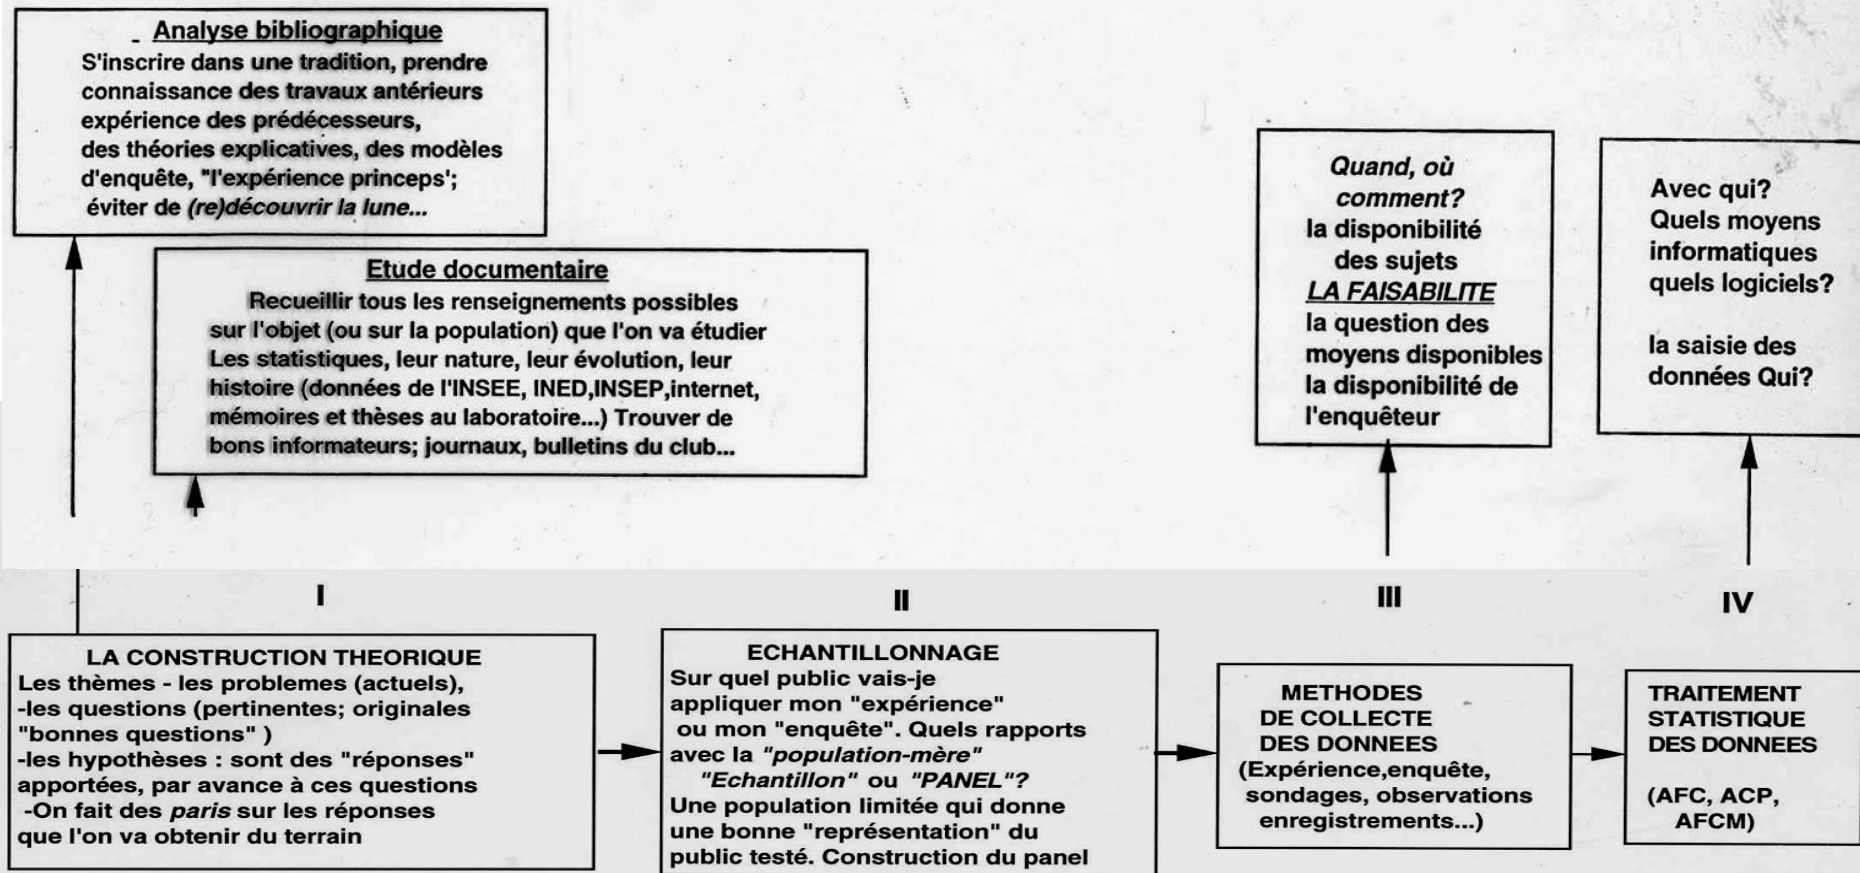 Analyse bibliographique
S'inscrire dans une tradition, prendre
connaissance des travaux antérieurs
expérience des prédécesseurs,
des théories explicatives, des modèles
d'enquête, "l'expérience princeps';
éviter de (re)découvrir la lune...
Etude documentaire
Recueillir tous les renseignements possibles
sur l'objet (ou sur la population) que l'on va étudier
Les statistiques, leur nature, leur évolution, leur
histoire (données de l'INSEE, INED,INSEP,internet,
mémoires et thèses au laboratoire...) Trouver de
bons informateurs; journaux, bulletins du club...
Quand, où
comment?
la disponibilité
des sujets
LA FAISABILITE
la question des
moyens disponibles
la disponibilité de
l'enquêteur
Avec qui?
Quels moyens
informatiques
quels logiciels?
la saisie des
données Qui?
I
LA CONSTRUCTION THEORIQUE
Les thèmes - les problemes (actuels),
-les questions (pertinentes; originales
"bonnes questions" )
-les hypothèses : sont des "réponses"
apportées, par avance à ces questions
-On fait des paris sur les réponses
que l'on va obtenir du terrain
II
ECHANTILLONNAGE
Sur quel public vais-je
appliquer mon "expérience"
ou mon "enquête". Quels rapports
avec la "population-mère"
"Echantillon" ou "PANEL"?
Une population limitée qui donne
une bonne "représentation" du
public testé. Construction du panel
III
METHODES
DE COLLECTE
DES DONNEES
(Expérience,enquête,
sondages, observations
enregistrements...)
IV
TRAITEMENT
STATISTIQUE
DES DONNEES
(AFC, ACP,
AFCM)